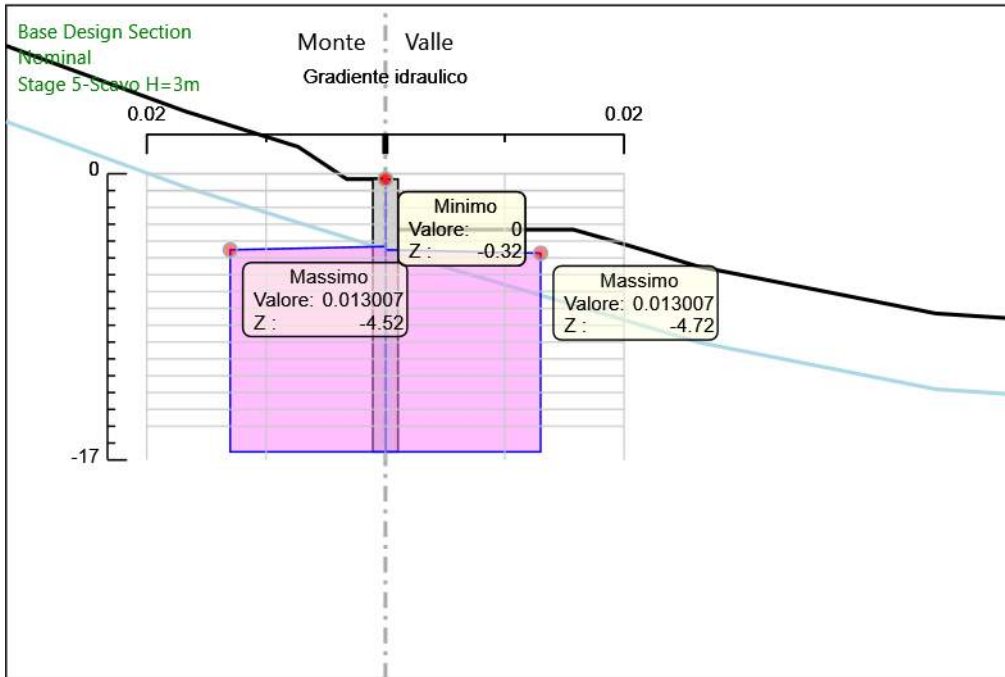 Base Design Section
Nominal
Stage 5-Scavo H=3m
Monte Valle
Gradiente idraulico
0.02 0.02
0
Minimo
Valore: 0
Z : -0.32
Massimo
Valore: 0.013007
Z : -4.52
Massimo
Valore: 0.013007
Z : -4.72
-17